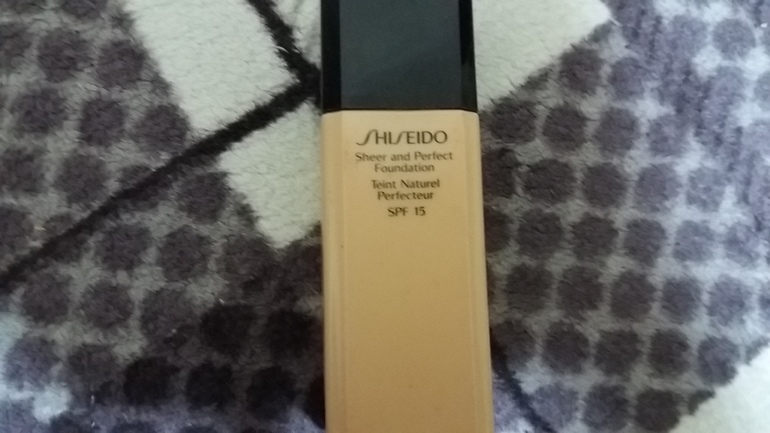 SHISEIDO
Sheer and Perfect
Foundation
Teint Naturel
Perfecteur
SPF 15